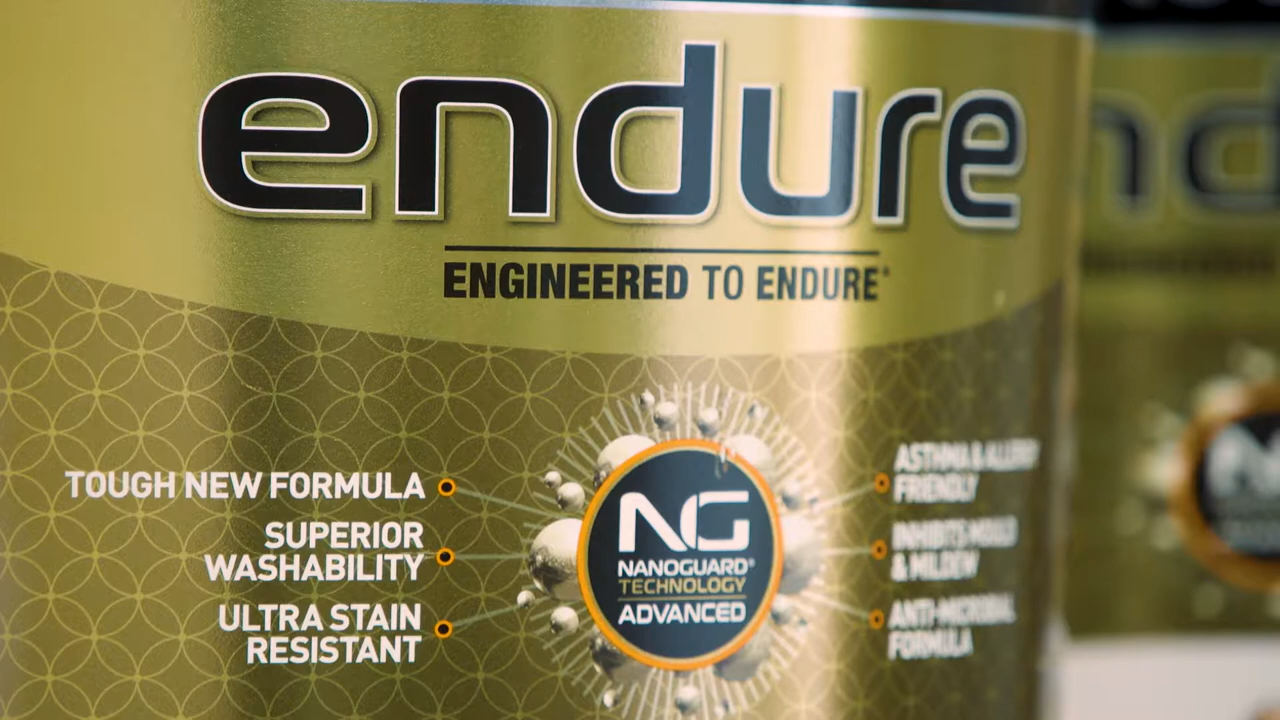 endure
ENGINEERED TO ENDURE®
TOUGH NEW FORMULA
SUPERIOR
WASHABILITY
ULTRA STAIN
RESISTANT
NG
NANOGUARD®
TECHNOLOGY
ADVANCED
ASTHMA & ALLERGY
FRIENDLY
INHIBITS MOULD
& MILDEW
ANTI-MICROBIAL
FORMULA
nd